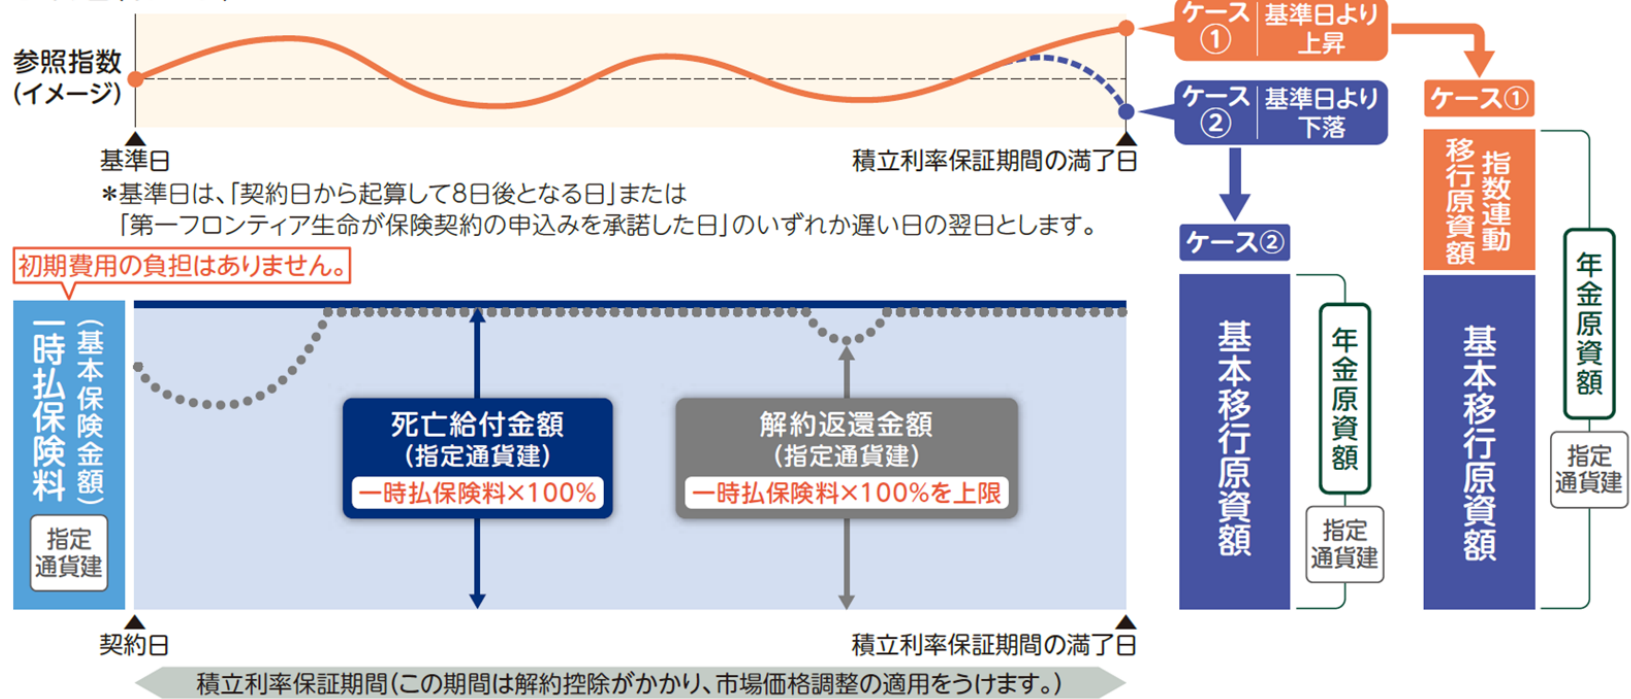 参照指数
(イメージ)
ケース
①
基準日より
上昇
ケース
②
基準日より
下落
基準日
積立利率保証期間の満了日
＊基準日は、「契約日から起算して8日後となる日」または
「第一フロンティア生命が保険契約の申込みを承諾した日」のいずれか遅い日の翌日とします。
初期費用の負担はありません。
一時払保険料
(基本保険金額)
指定
通貨建
死亡給付金額
(指定通貨建)
一時払保険料×100%
解約返還金額
(指定通貨建)
一時払保険料×100%を上限
契約日
積立利率保証期間の満了日
積立利率保証期間(この期間は解約控除がかかり、市場価格調整の適用をうけます。)
ケース②
基本移行原資額
年金原資額
指定
通貨建
ケース①
指数連動
移行原資額
基本移行原資額
年金原資額
指定
通貨建